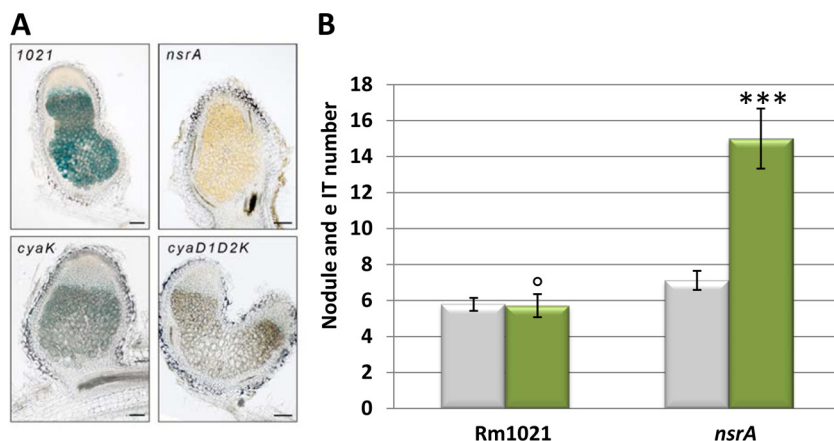 A
1021
nsrA
cyaK
cyaD1D2K
B
Nodule and e IT number
18
16
14
12
10
8
6
4
2
0
***
°
Rm1021
nsrA